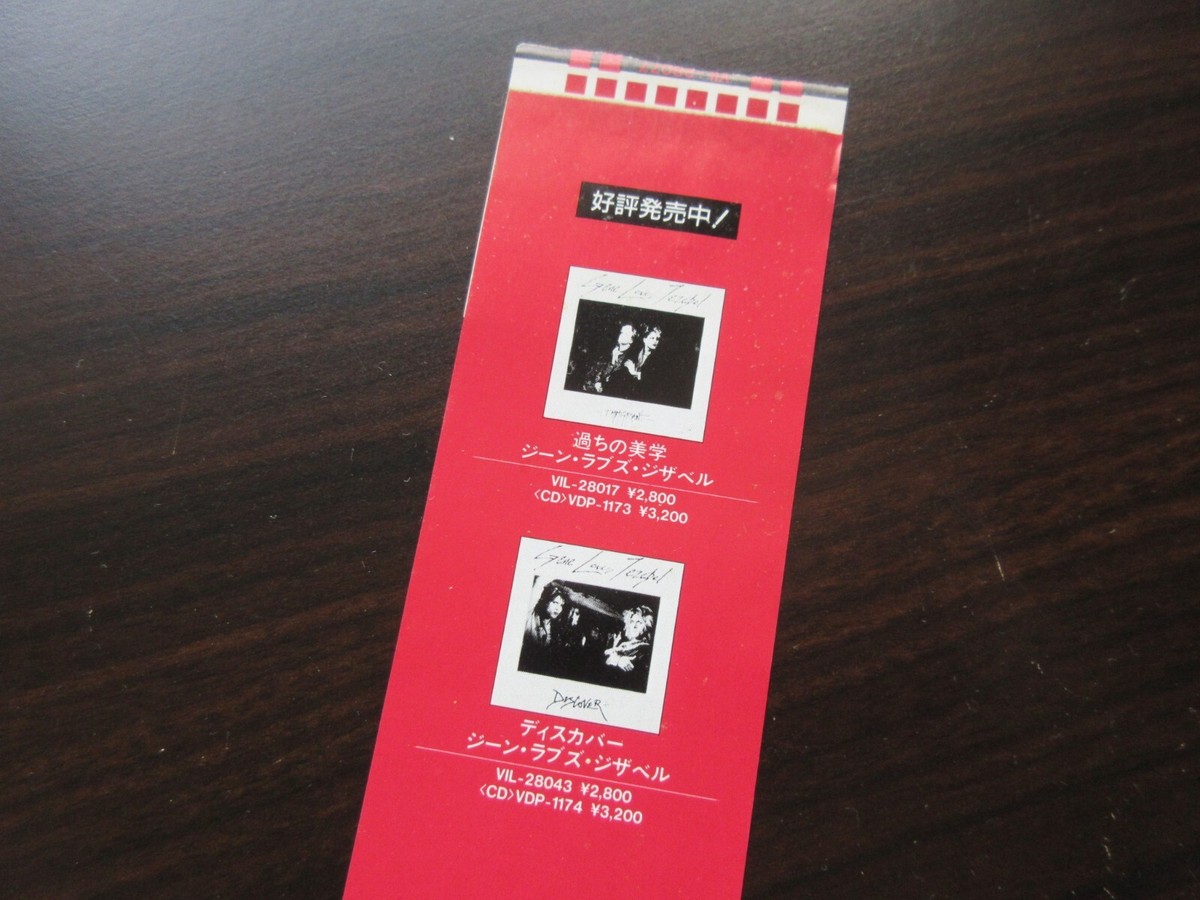 好評発売中!
Gene Loves Jezebel
過ちの美学
ジーン・ラブズ・ジザベル
VIL-28017 ¥2,800
〈CD〉VDP-1173 ¥3,200
Gene Loves Jezebel
DISCOVER
ディスカバー
ジーン・ラブズ・ジザベル
VIL-28043 ¥2,800
〈CD〉VDP-1174 ¥3,200